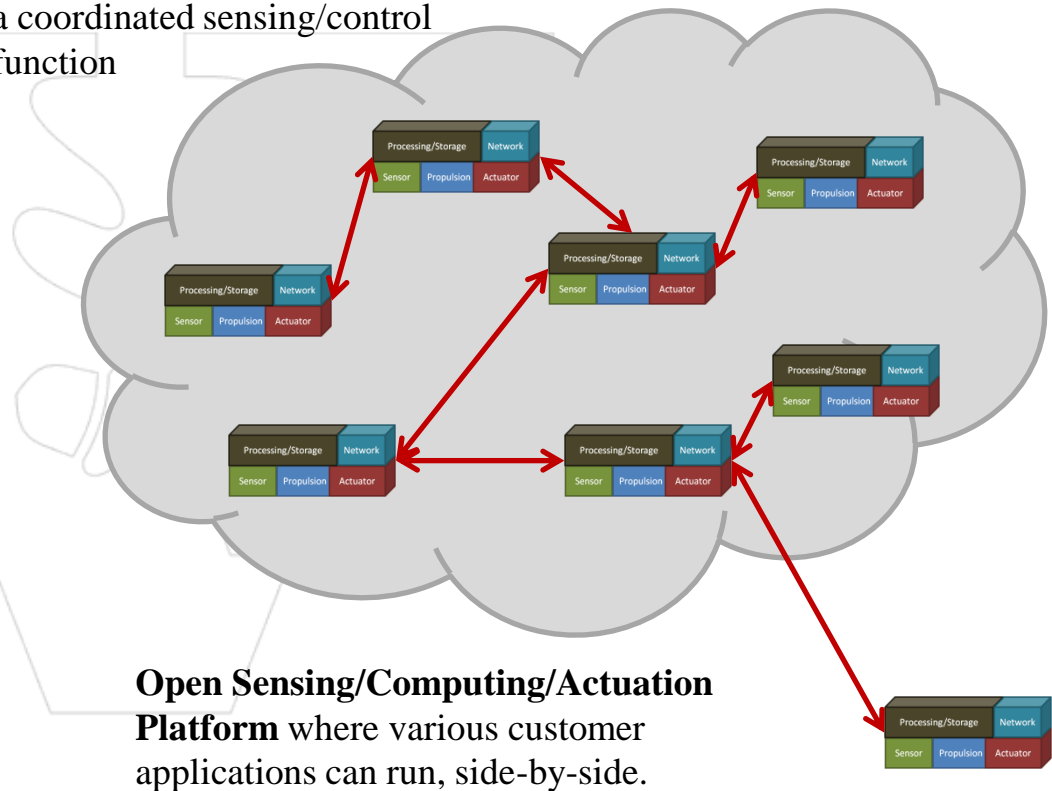 a coordinated sensing/control
function
Processing/Storage Network
Sensor Propulsion Actuator
Processing/Storage Network
Sensor Propulsion Actuator
Processing/Storage Network
Sensor Propulsion Actuator
Processing/Storage Network
Sensor Propulsion Actuator
Processing/Storage Network
Sensor Propulsion Actuator
Processing/Storage Network
Sensor Propulsion Actuator
Processing/Storage Network
Sensor Propulsion Actuator
Open Sensing/Computing/Actuation
Platform where various customer
applications can run, side-by-side.
Processing/Storage Network
Sensor Propulsion Actuator